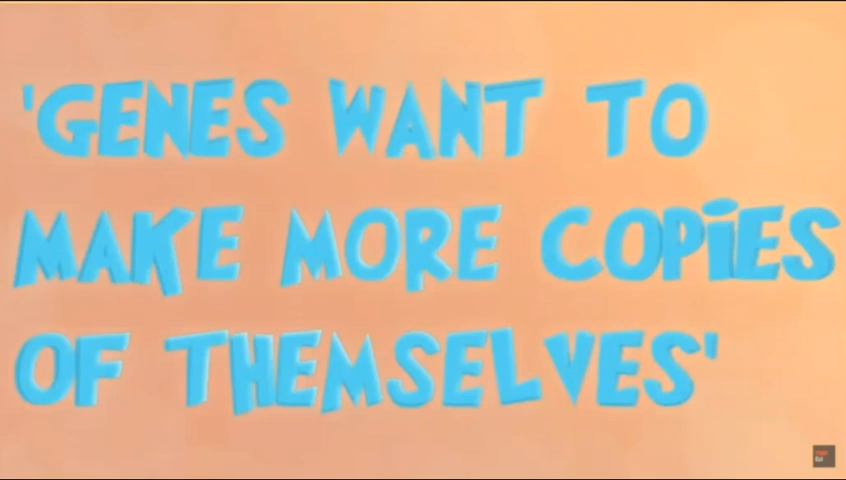 'GENES WANT TO
MAKE MORE COPiES
OF THEMSELVES'